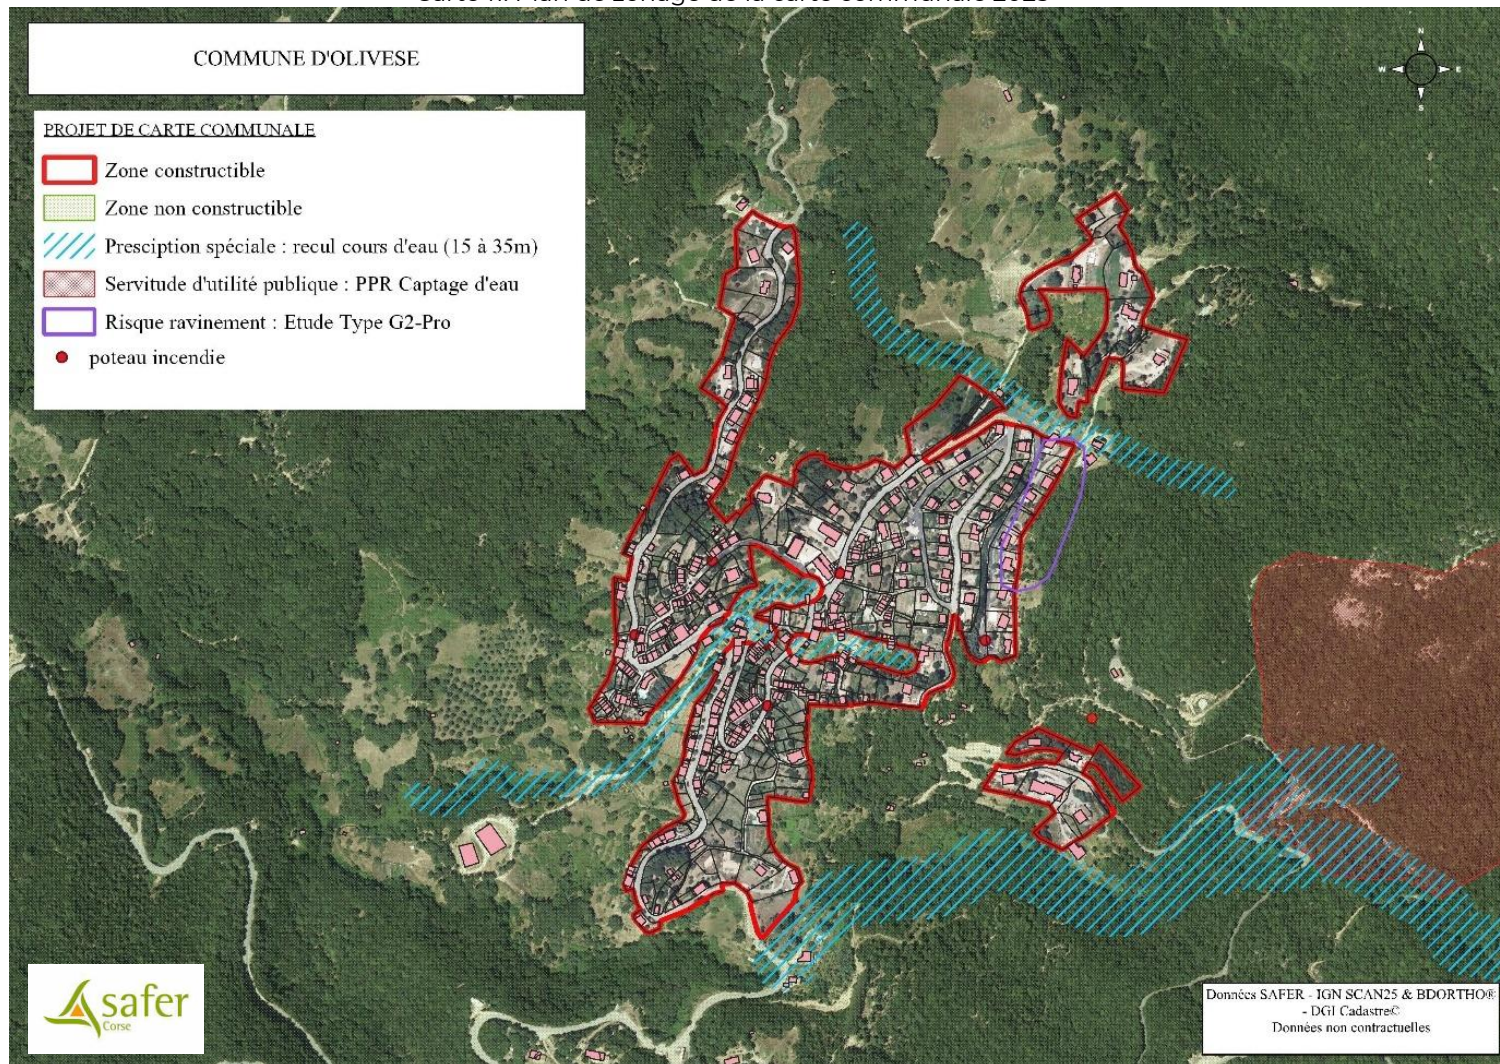 COMMUNE D'OLIVESE
PROJET DE CARTE COMMUNALE
Zone constructible
Zone non constructible
Presciption spéciale : recul cours d'eau (15 à 35m)
Servitude d'utilité publique : PPR Captage d'eau
Risque ravinement : Etude Type G2-Pro
poteau incendie
N
W E
S
safer
Corse
Données SAFER - IGN SCAN25 & BDORTHO®
- DGI Cadastre©
Données non contractuelles